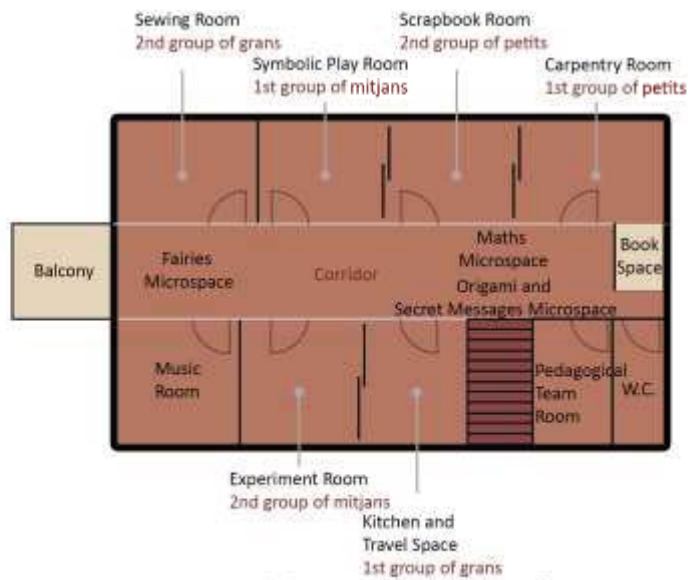 Sewing Room
2nd group of grans
Scrapbook Room
2nd group of petits
Symbolic Play Room
1st group of mitjans
Carpentry Room
1st group of petits
Balcony
Fairies
Microspace
Corridor
Maths
Microspace
Origami and
Secret Messages Microspace
Book
Space
Music
Room
Pedagogical
Team
Room
W.C.
Experiment Room
2nd group of mitjans
Kitchen and
Travel Space
1st group of grans